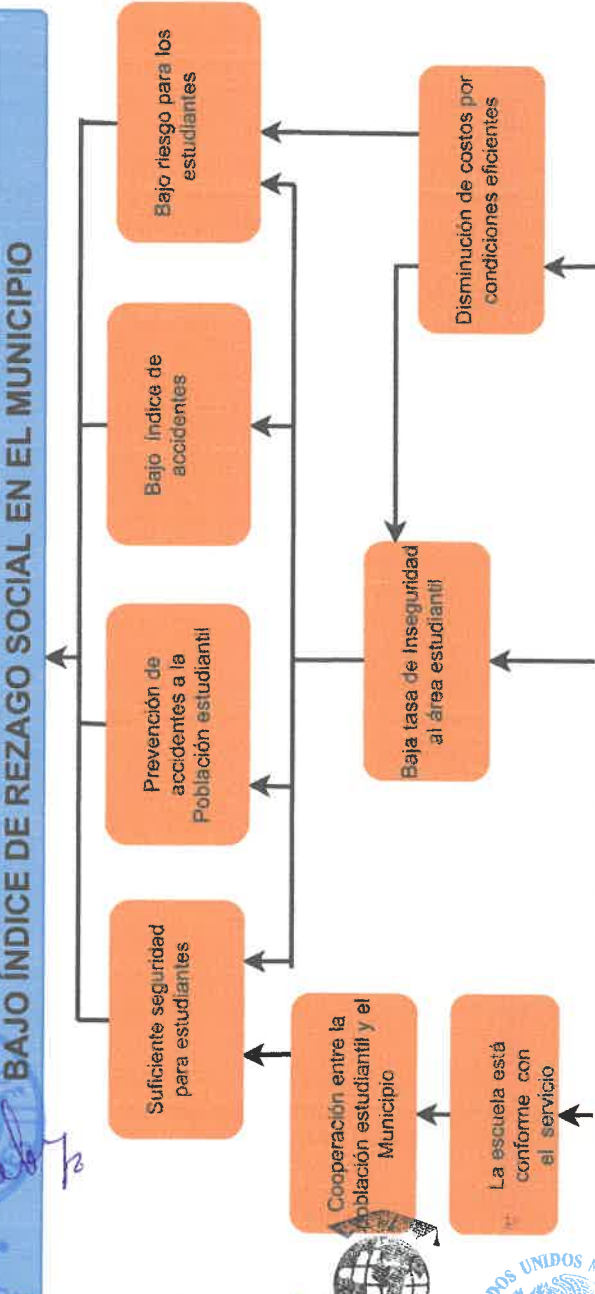 BAJO ÍNDICE DE REZAGO SOCIAL EN EL MUNICIPIO
Suficiente seguridad
para estudiantes
Prevención de
accidentes a la
Población estudiantil
Bajo índice de
accidentes
Bajo riesgo para los
estudiantes
Cooperación entre la
población estudiantil y el
Municipio
Baja tasa de Inseguridad
al área estudiantil
Disminución de costos por
condiciones eficientes
La escuela está
conforme con
el servicio
UNIDOS